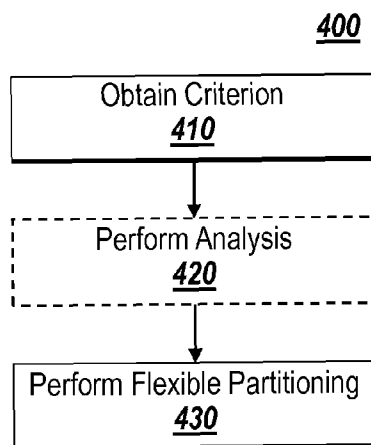 400
Obtain Criterion
410
Perform Analysis
420
Perform Flexible Partitioning
430